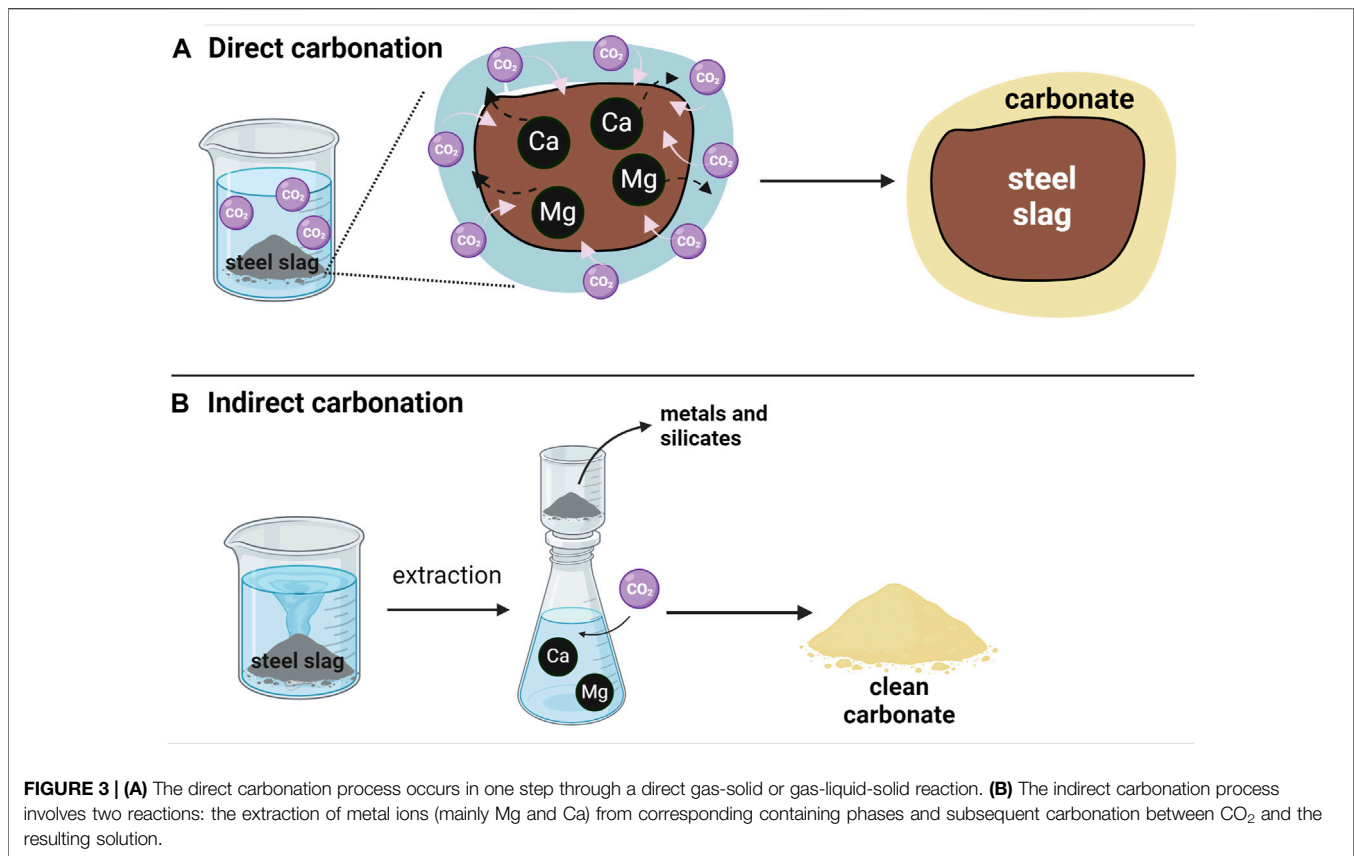 A Direct carbonation
CO₂
CO₂
CO₂
CO₂
CO₂
CO₂
CO₂
CO₂
CO₂
CO₂
CO₂
steel slag
Ca
Ca
Mg
Mg
carbonate
steel
slag
B Indirect carbonation
metals and
silicates
steel slag
extraction
CO₂
Ca
Mg
clean
carbonate
FIGURE 3 | (A) The direct carbonation process occurs in one step through a direct gas-solid or gas-liquid-solid reaction. (B) The indirect carbonation process
involves two reactions: the extraction of metal ions (mainly Mg and Ca) from corresponding containing phases and subsequent carbonation between CO₂ and the
resulting solution.